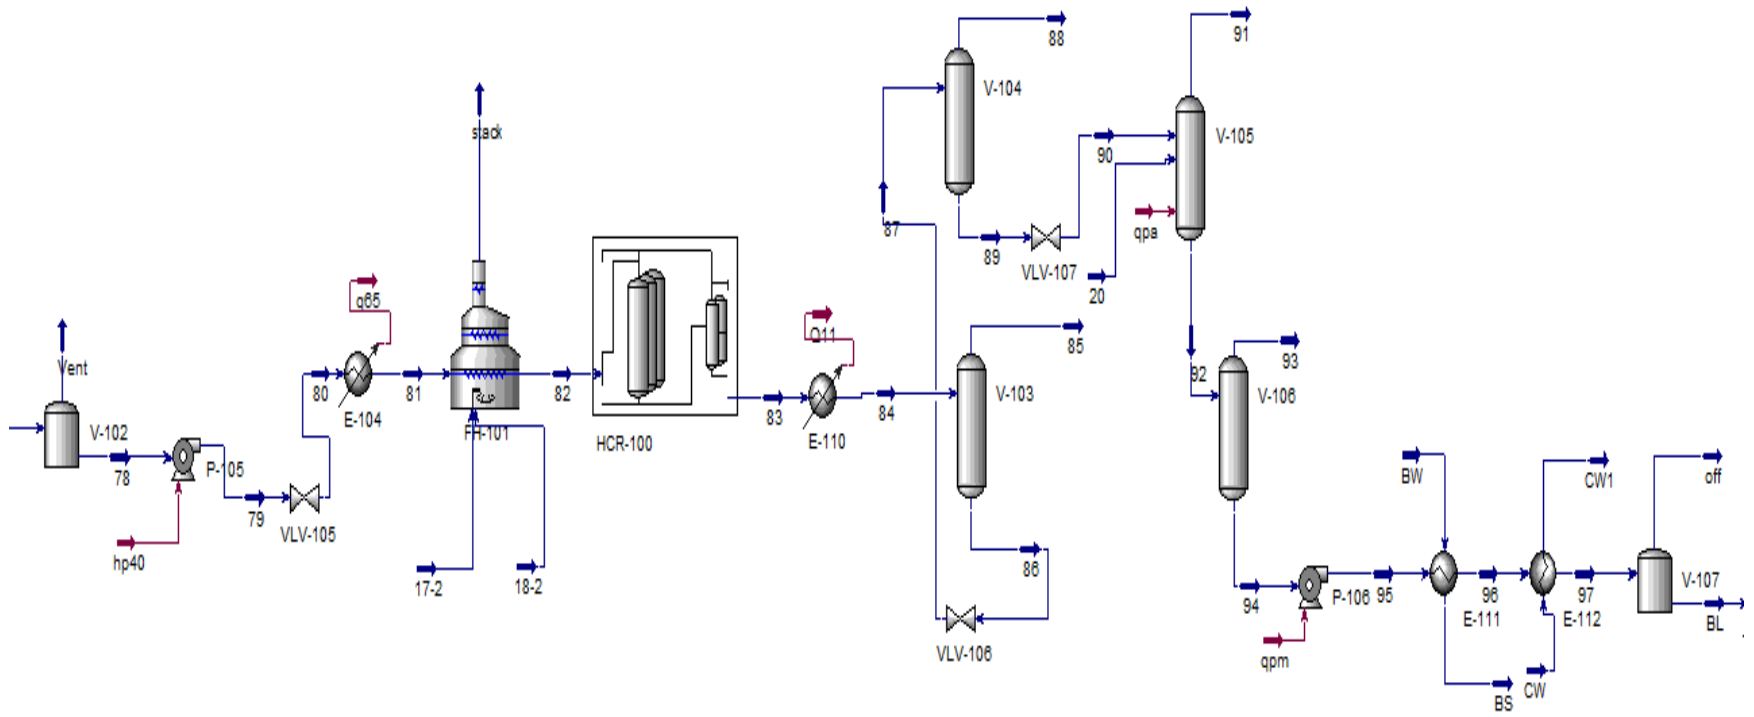 Vent
V-102
78
P-105
hp40
79
VLV-105
80
q65
E-104
81
stack
FH-101
17-2
18-2
82
HCR-100
83
Q11
E-110
84
V-103
85
86
VLV-106
87
V-104
88
89
VLV-107
90
20
qpa
V-105
91
92
V-106
93
94
qpm
P-106
95
BW
E-111
BS
96
CW1
E-112
CW
97
V-107
off
BL